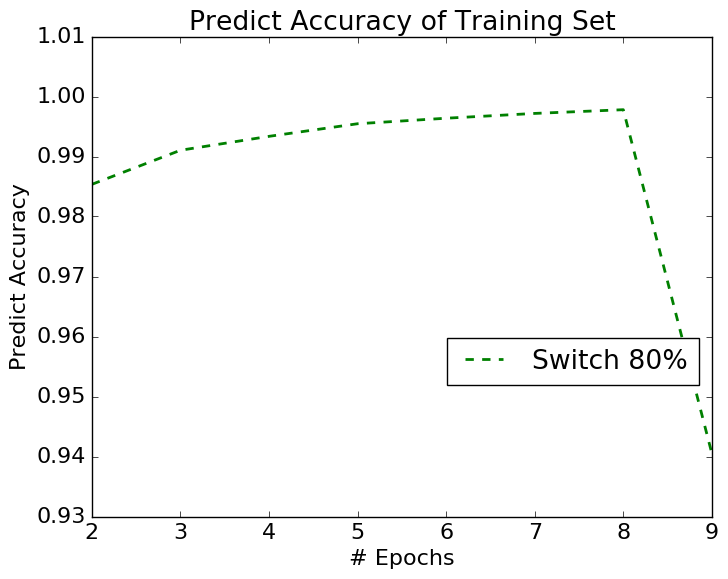 Predict Accuracy of Training Set
1.01
1.00
0.99
0.98
0.97
0.96
0.95
0.94
0.93
Predict Accuracy
Switch 80%
2 3 4 5 6 7 8 9
# Epochs